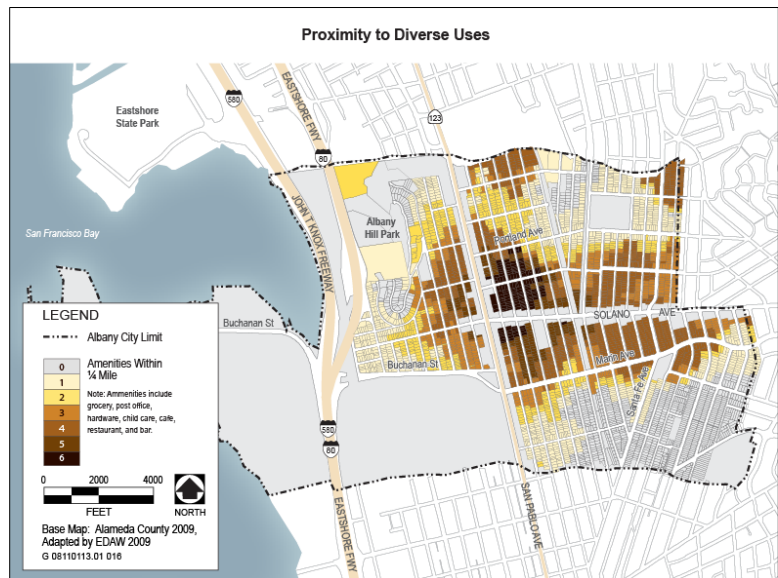 Proximity to Diverse Uses
Eastshore
State Park
580
EASTSHORE FWY
80
123
JOHN T KNOX FREEWAY
Albany
Hill Park
Portland Ave
San Francisco Bay
SOLANO AVE
Buchanan St
Marin Ave
Buchanan St
Santa Fe Ave
580
80
EASTSHORE FWY
SAN PABLO AVE
LEGEND
Albany City Limit
0
1
2
3
4
5
6
Amenities Within
¼ Mile
Note: Ammenities include
grocery, post office,
hardware, child care, cafe,
restaurant, and bar.
0 2000 4000
FEET
NORTH
Base Map: Alameda County 2009,
Adapted by EDAW 2009
G 08110113.01 016